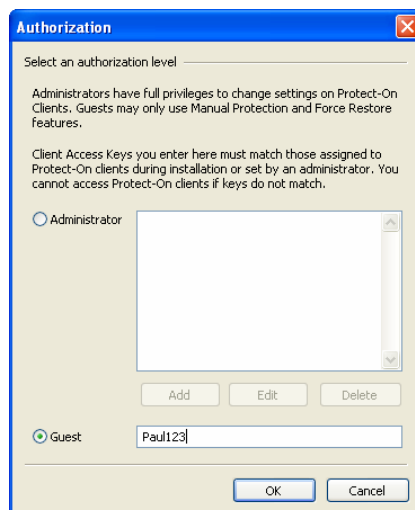 Authorization
Select an authorization level
Administrators have full privileges to change settings on Protect-On
Clients. Guests may only use Manual Protection and Force Restore
features.
Client Access Keys you enter here must match those assigned to
Protect-On clients during installation or set by an administrator. You
cannot access Protect-On clients if keys do not match.
Administrator
Add Edit Delete
Guest Paul123
OK Cancel